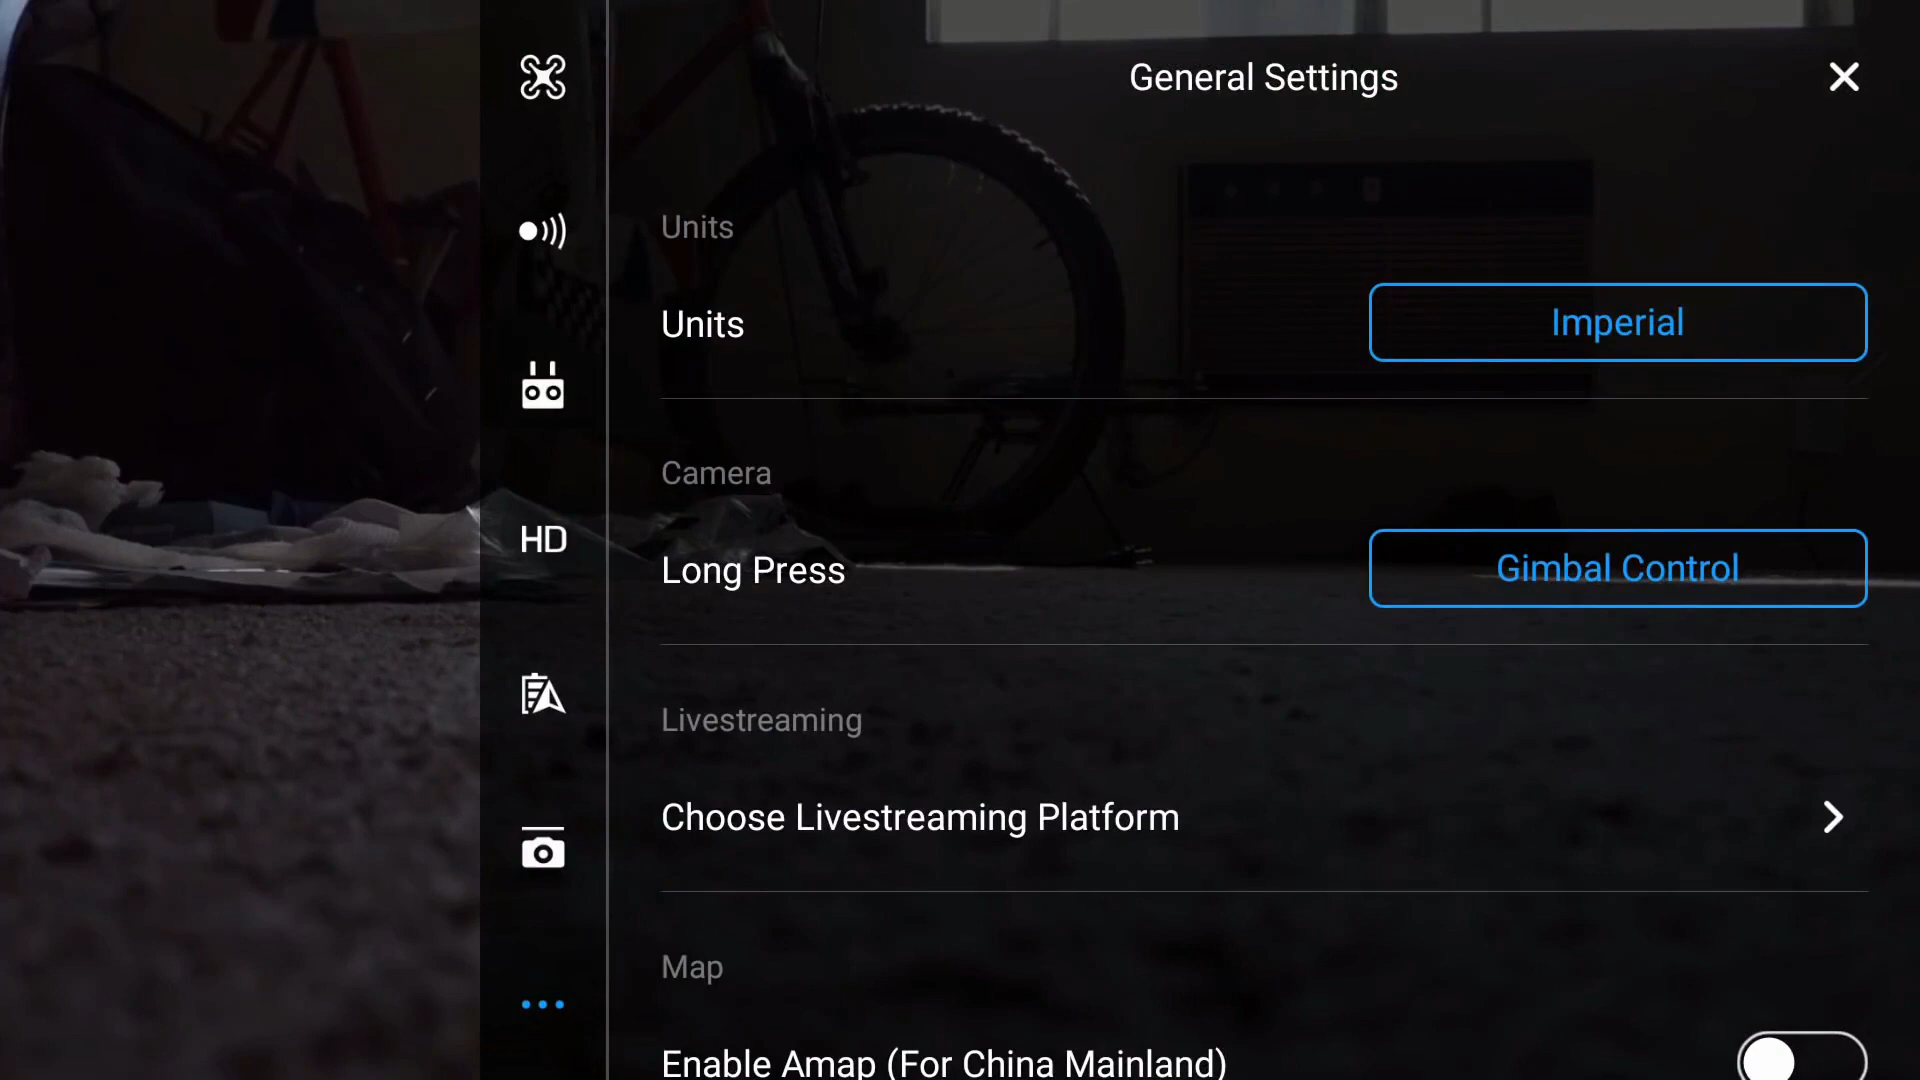 General Settings
Units
Units
Imperial
Camera
HD
Long Press
Gimbal Control
Livestreaming
Choose Livestreaming Platform
Map
Enable Amap (For China Mainland)